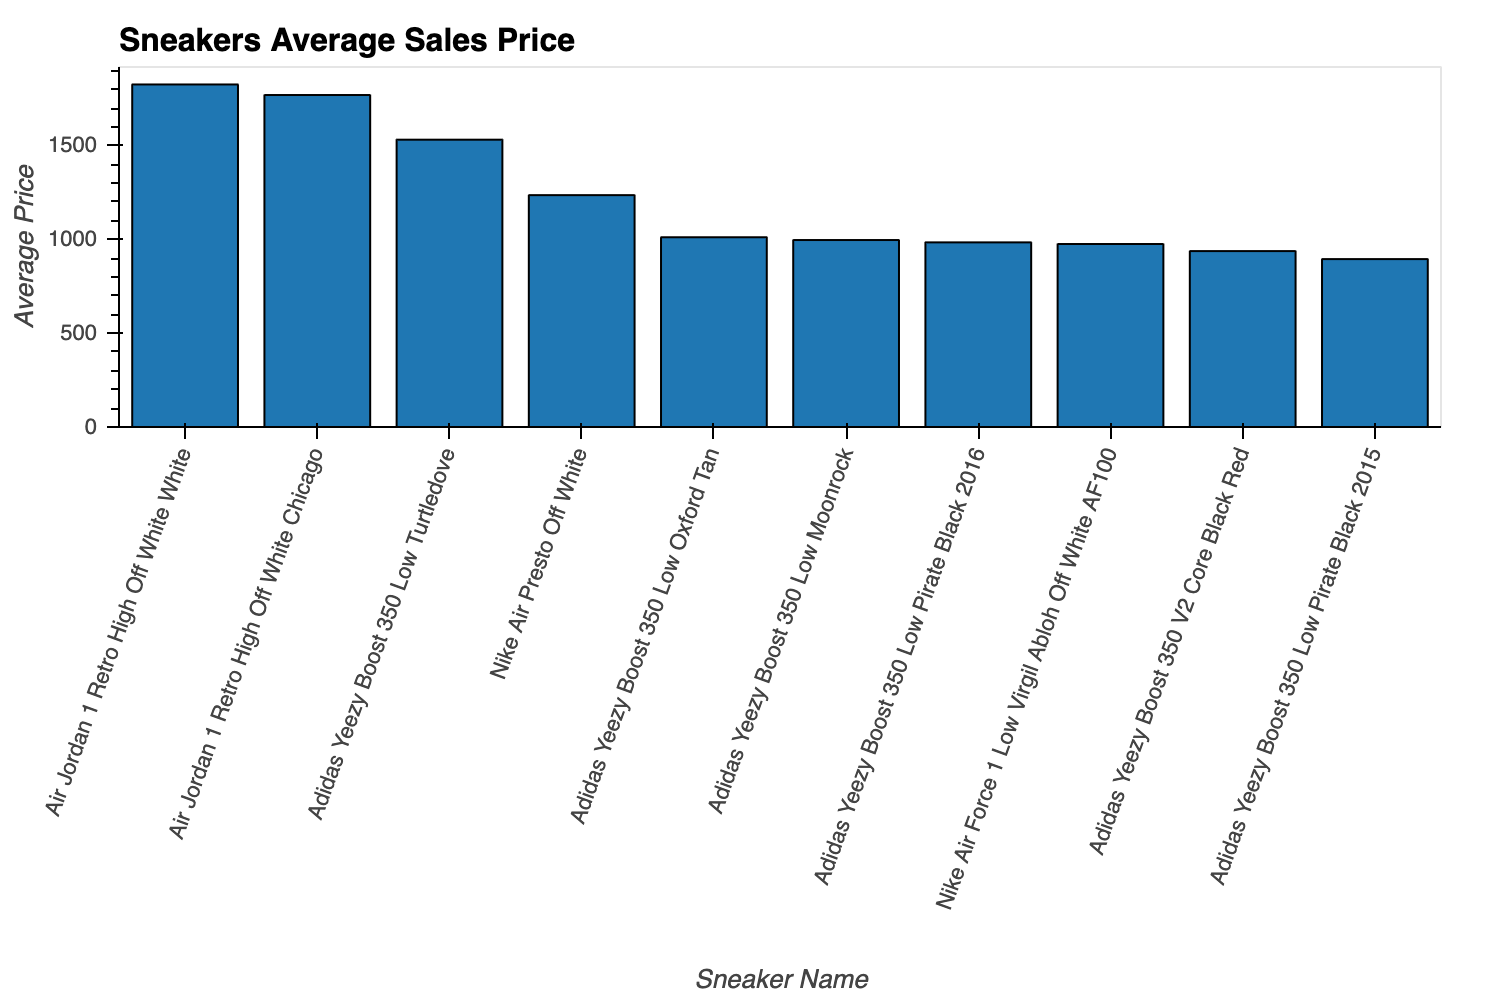 Sneakers Average Sales Price
Average Price
1500
1000
500
0
Air Jordan 1 Retro High Off White White
Air Jordan 1 Retro High Off White Chicago
Adidas Yeezy Boost 350 Low Turtledove
Nike Air Presto Off White
Adidas Yeezy Boost 350 Low Oxford Tan
Adidas Yeezy Boost 350 Low Moonrock
Adidas Yeezy Boost 350 Low Pirate Black 2016
Nike Air Force 1 Low Virgil Abloh Off White AF100
Adidas Yeezy Boost 350 V2 Core Black Red
Adidas Yeezy Boost 350 Low Pirate Black 2015
Sneaker Name